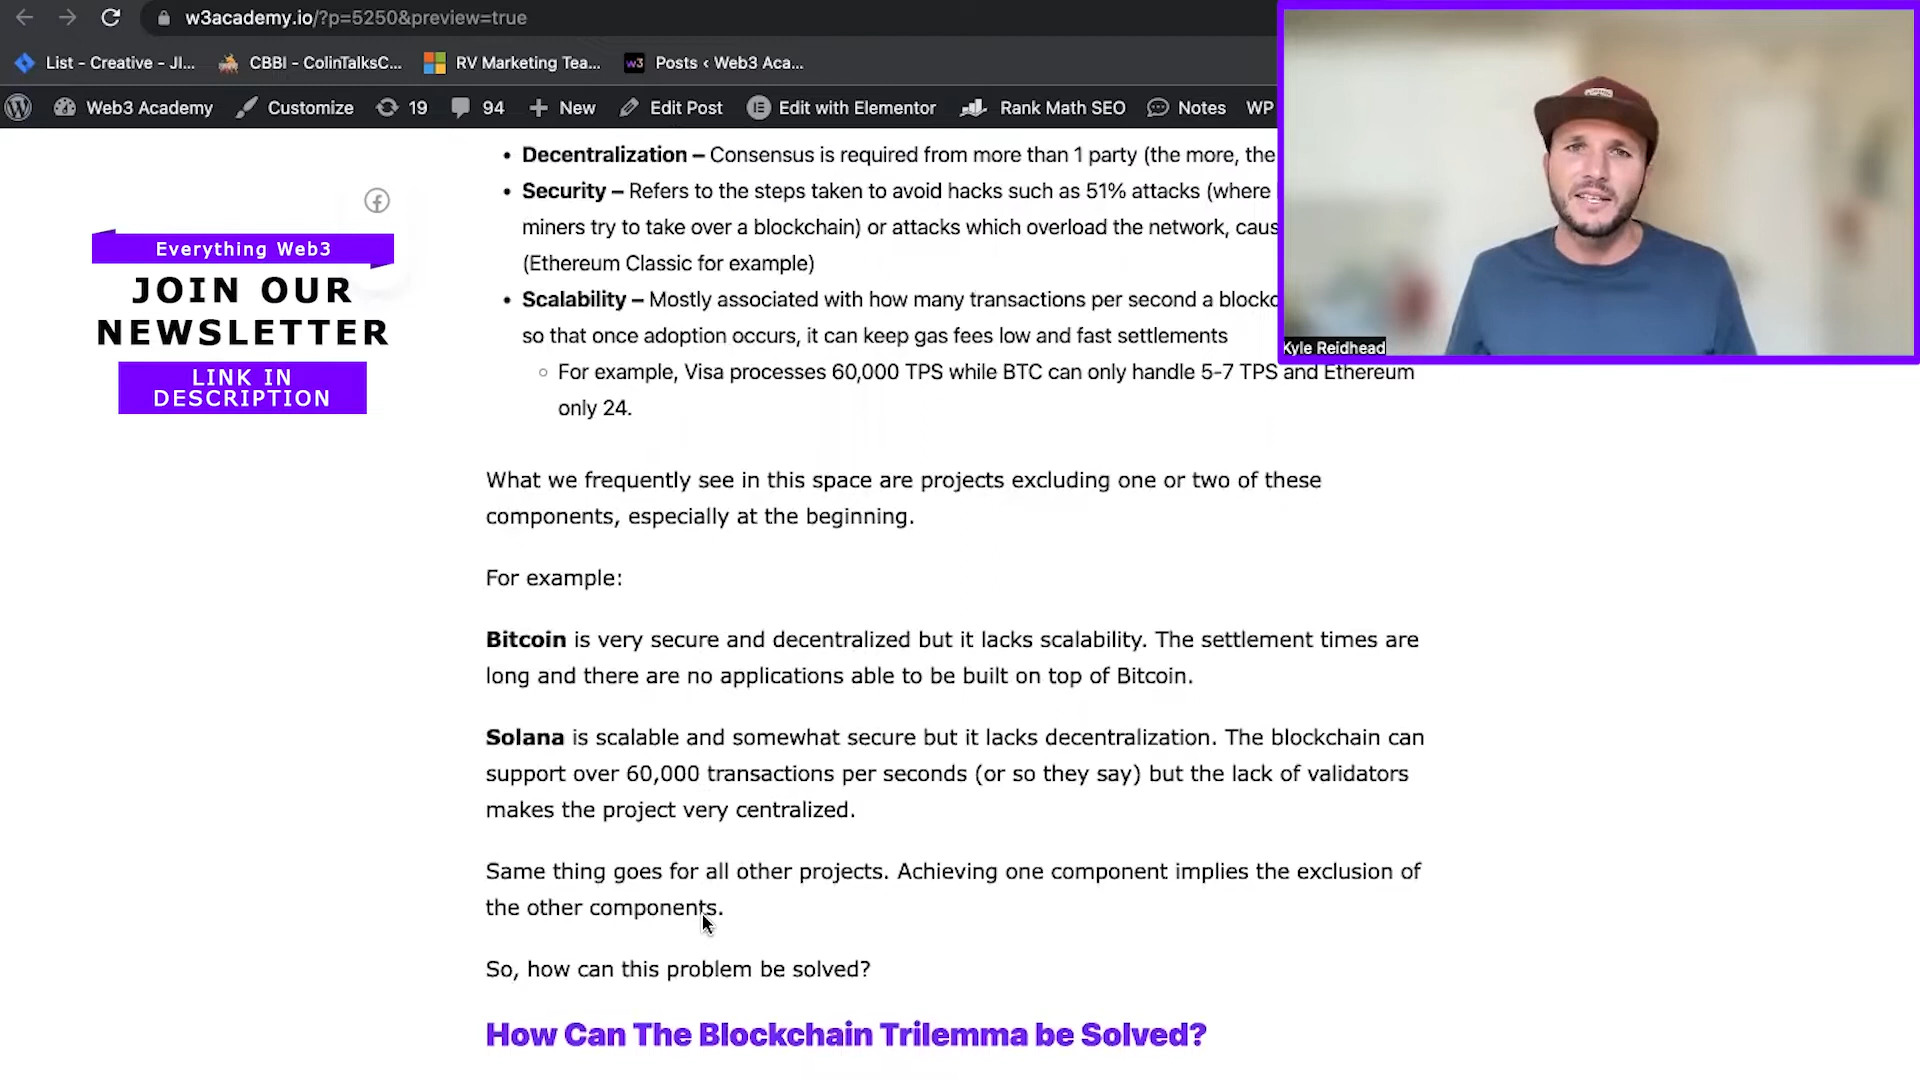 w3academy.io/?p=5250&preview=true
List - Creative - JI...
CBBI - ColinTalksC...
RV Marketing Tea...
w3
Posts ‹ Web3 Aca...
Web3 Academy
Customize
19
94
New
Edit Post
Edit with Elementor
Rank Math SEO
Notes
WP
Kyle Reidhead
Everything Web3
JOIN OUR
NEWSLETTER
LINK IN
DESCRIPTION
• Decentralization – Consensus is required from more than 1 party (the more, the
• Security – Refers to the steps taken to avoid hacks such as 51% attacks (where
miners try to take over a blockchain) or attacks which overload the network, caus
(Ethereum Classic for example)
• Scalability – Mostly associated with how many transactions per second a blockc
so that once adoption occurs, it can keep gas fees low and fast settlements
For example, Visa processes 60,000 TPS while BTC can only handle 5-7 TPS and Ethereum
only 24.
What we frequently see in this space are projects excluding one or two of these
components, especially at the beginning.
For example:
Bitcoin is very secure and decentralized but it lacks scalability. The settlement times are
long and there are no applications able to be built on top of Bitcoin.
Solana is scalable and somewhat secure but it lacks decentralization. The blockchain can
support over 60,000 transactions per seconds (or so they say) but the lack of validators
makes the project very centralized.
Same thing goes for all other projects. Achieving one component implies the exclusion of
the other components.
So, how can this problem be solved?
How Can The Blockchain Trilemma be Solved?